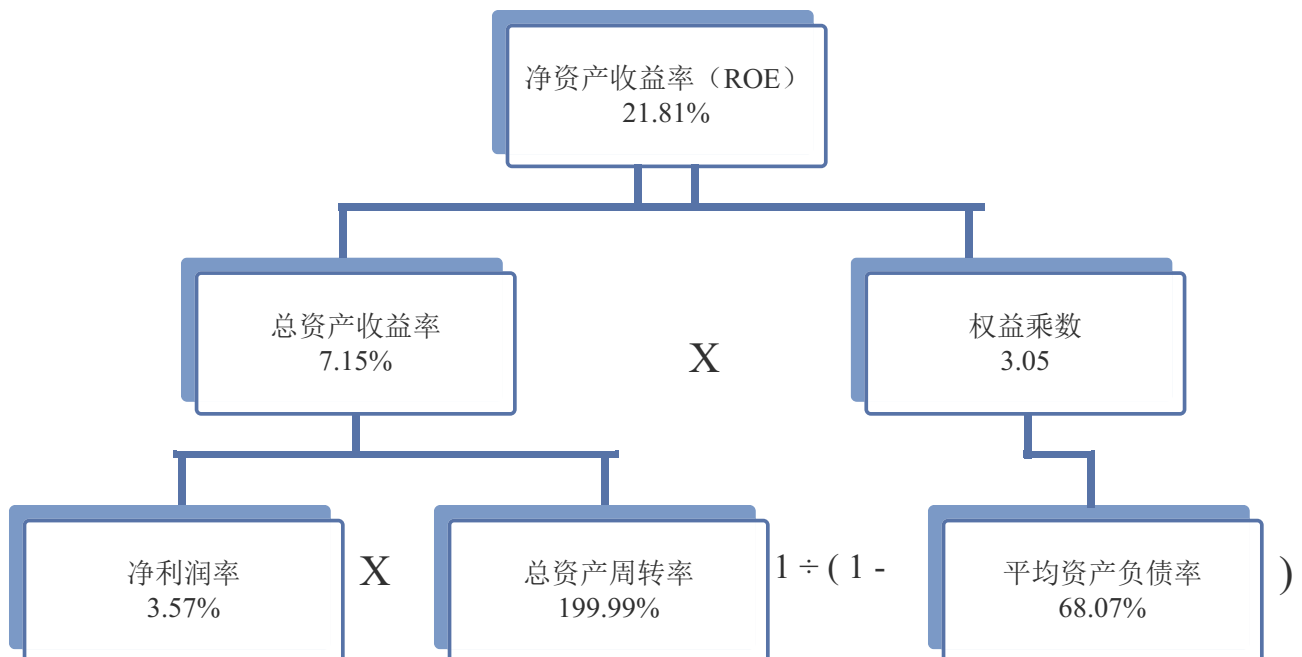 净资产收益率（ROE）
21.81%
总资产收益率
7.15%
X
权益乘数
3.05
净利润率
3.57%
X
总资产周转率
199.99%
1 ÷ ( 1 -
平均资产负债率
68.07%
)